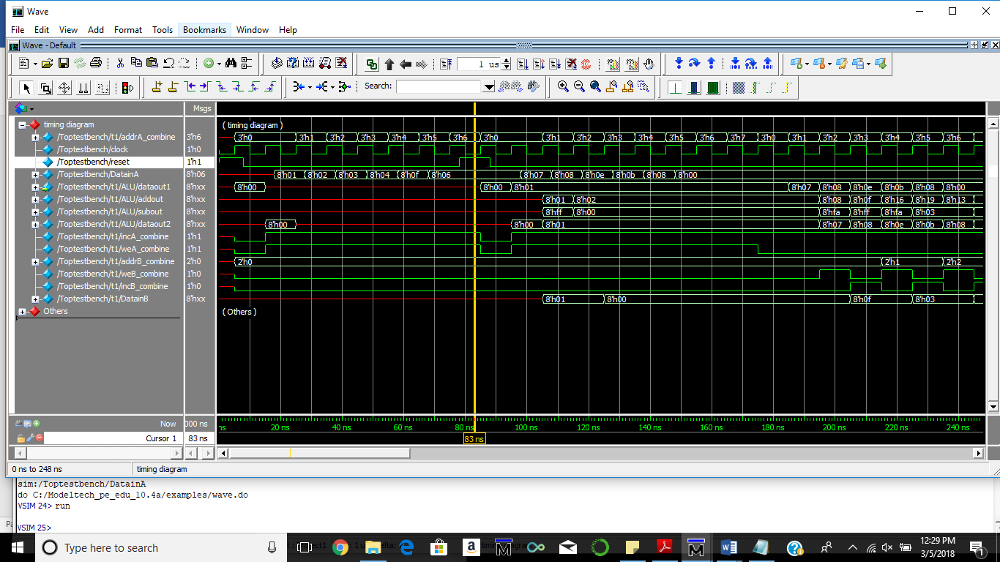 Wave
File Edit View Add Format Tools Bookmarks Window Help
Wave - Default
1 us
Search:
Msgs
timing diagram
( timing diagram )
/Toptestbench/t1/addrA_combine 3'h6 3'h0 3'h1 3'h2 3'h3 3'h4 3'h5 3'h6 3'h0 3'h1 3'h2 3'h3 3'h4 3'h5 3'h6 3'h7 3'h0 3'h1 3'h2 3'h3 3'h4 3'h5 3'h6
/Toptestbench/clock 1'h0
/Toptestbench/reset 1'h1
/Toptestbench/DatainA 8'h06 8'h01 8'h02 8'h03 8'h04 8'h0f 8'h06 8'h07 8'h08 8'h0e 8'h0b 8'h08 8'h00
/Toptestbench/t1/ALU/dataout1 8'hxx 8'h00 8'h00 8'h01 8'h07 8'h08 8'h0e 8'h0b 8'h08 8'h00
/Toptestbench/t1/ALU/addout 8'hxx 8'h01 8'h02 8'h08 8'h0f 8'h16 8'h19 8'h13
/Toptestbench/t1/ALU/subout 8'hxx 8'hff 8'h00 8'hfa 8'hff 8'hfa 8'h03
/Toptestbench/t1/ALU/dataout2 8'hxx 8'h00 8'h00 8'h01 8'h07 8'h08 8'h0e 8'h0b 8'h08
/Toptestbench/t1/incA_combine 1'h1
/Toptestbench/t1/weA_combine 1'h1
/Toptestbench/t1/addrB_combine 2'h0 2'h0 2'h1 2'h2
/Toptestbench/t1/weB_combine 1'h0
/Toptestbench/t1/incB_combine 1'h0
/Toptestbench/t1/DatainB 8'hxx 8'h01 8'h00 8'h0f 8'h03
Others ( Others )
Now 000 ns ns 20 ns 40 ns 60 ns 80 ns 100 ns 120 ns 140 ns 160 ns 180 ns 200 ns 220 ns 240 ns
Cursor 1 83 ns 83 ns
0 ns to 248 ns timing diagram
sim:/Toptestbench/DatainA
do C:/Modeltech_pe_edu_10.4a/examples/wave.do
VSIM 24> run
VSIM 25>
Type here to search
12:29 PM
3/5/2018